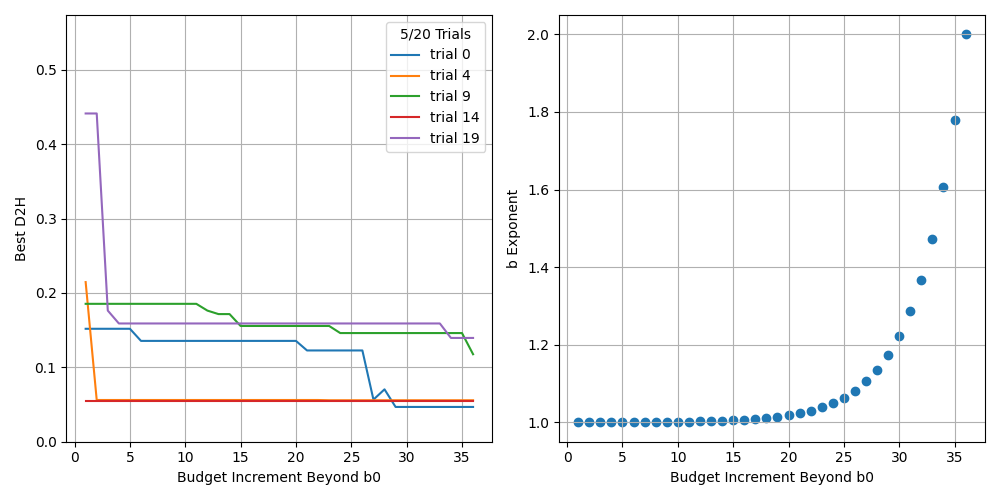 5/20 Trials
trial 0
trial 4
trial 9
trial 14
trial 19
0.5
0.4
0.3
0.2
0.1
0.0
Best D2H
0 5 10 15 20 25 30 35
Budget Increment Beyond b0
2.0
1.8
1.6
1.4
1.2
1.0
b Exponent
0 5 10 15 20 25 30 35
Budget Increment Beyond b0